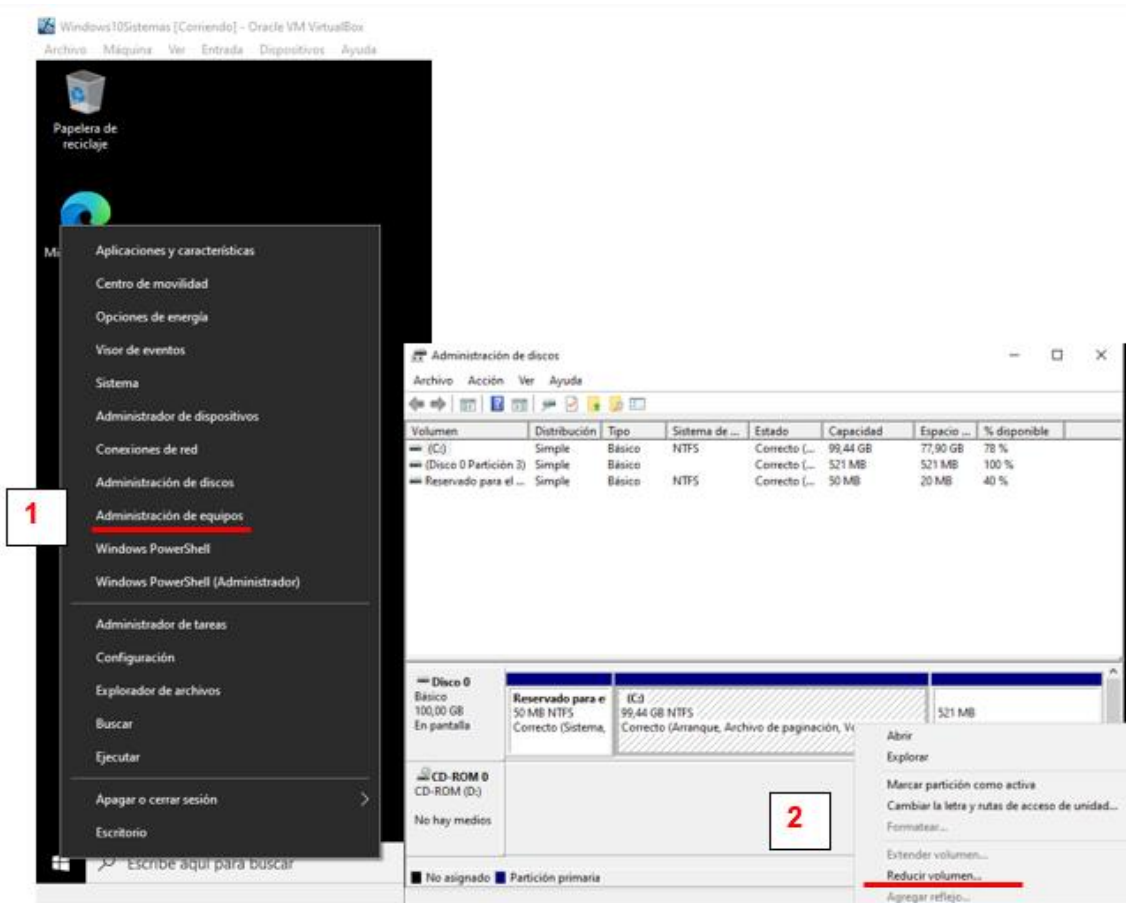 Windows10Sistemas [Corriendo] - Oracle VM VirtualBox
Archivo Máquina Ver Entrada Dispositivos Ayuda
Papelera de
reciclaje
Mi
Aplicaciones y características
Centro de movilidad
Opciones de energía
Visor de eventos
Sistema
Administrador de dispositivos
Conexiones de red
Administración de discos
1
Administración de equipos
Windows PowerShell
Windows PowerShell (Administrador)
Administrador de tareas
Configuración
Explorador de archivos
Buscar
Ejecutar
Apagar o cerrar sesión
Escritorio
Escribe aquí para buscar
Administración de discos
Archivo Acción Ver Ayuda
Volumen Distribución Tipo Sistema de ... Estado Capacidad Espacio ... % disponible
(C:) Simple Básico NTFS Correcto (... 99,44 GB 77,90 GB 78 %
(Disco 0 Partición 3) Simple Básico Correcto (... 521 MB 521 MB 100 %
Reservado para el ... Simple Básico NTFS Correcto (... 50 MB 20 MB 40 %
Disco 0
Básico
100,00 GB
En pantalla
Reservado para e
50 MB NTFS
Correcto (Sistema,
(C:)
99,44 GB NTFS
Correcto (Arranque, Archivo de paginación, Vo
521 MB
CD-ROM 0
CD-ROM (D:)
No hay medios
2
Abrir
Explorar
Marcar partición como activa
Cambiar la letra y rutas de acceso de unidad...
Formatear...
Extender volumen...
Reducir volumen...
Agregar reflejo...
No asignado Partición primaria